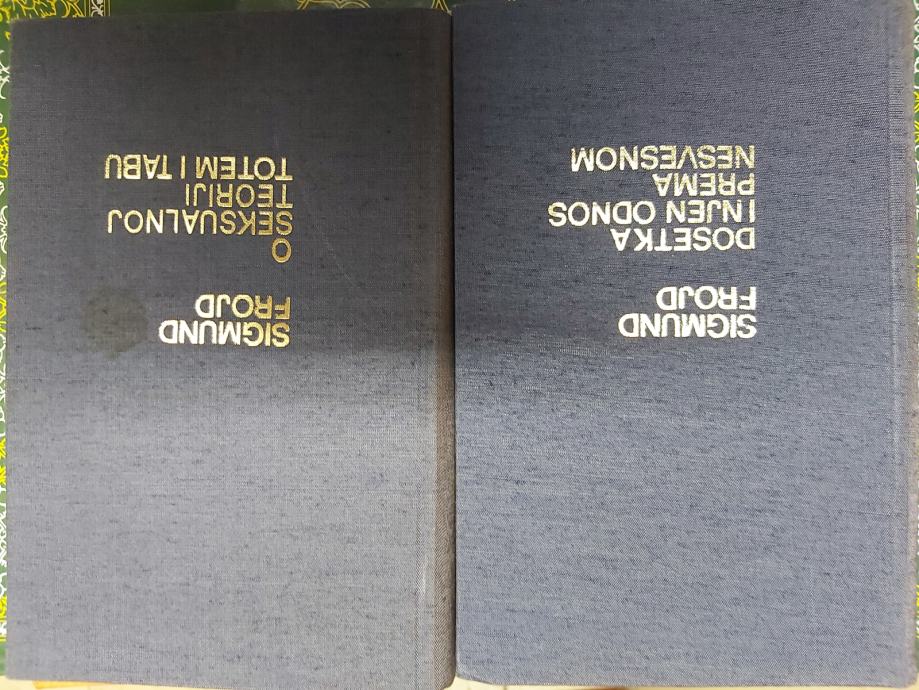 SIGMUND
FROJD
DOSETKA
I NJEN ODNOS
PREMA
NESVESNOM
SIGMUND
FROJD
O
SEKSUALNOJ
TEORIJI
TOTEM I TABU